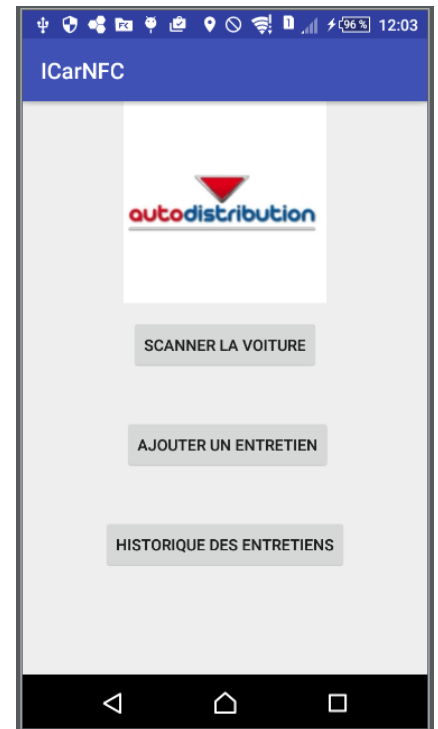 96 % 12:03
ICarNFC
autodistribution
SCANNER LA VOITURE
AJOUTER UN ENTRETIEN
HISTORIQUE DES ENTRETIENS